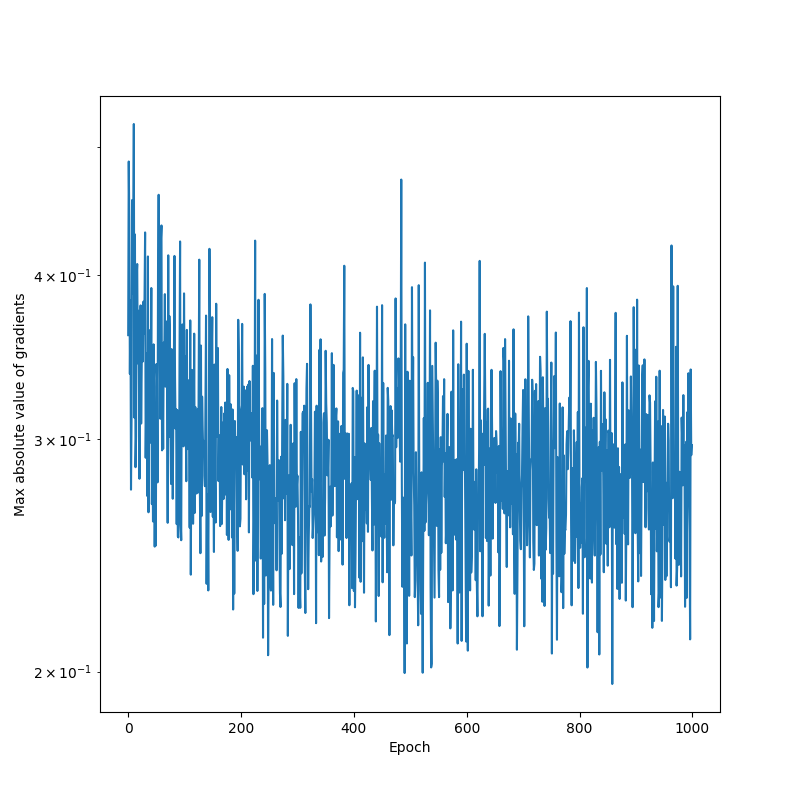 Max absolute value of gradients
4 × 10⁻¹
3 × 10⁻¹
2 × 10⁻¹
0 200 400 600 800 1000
Epoch